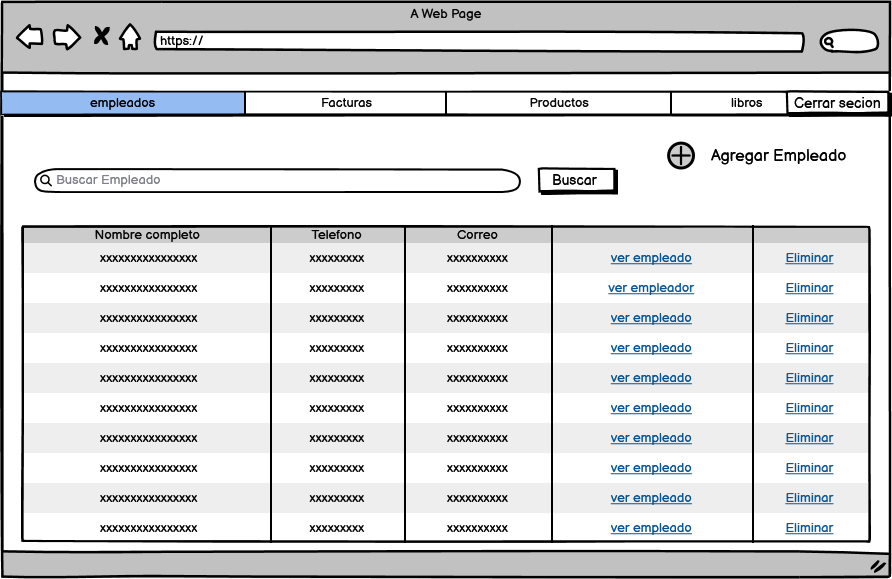 A Web Page
https://
empleados Facturas Productos libros Cerrar secion
Agregar Empleado
Buscar Empleado Buscar
Nombre completo Telefono Correo
xxxxxxxxxxxxxxxx xxxxxxxxx xxxxxxxxxx ver empleado Eliminar
xxxxxxxxxxxxxxxx xxxxxxxxx xxxxxxxxxx ver empleador Eliminar
xxxxxxxxxxxxxxxx xxxxxxxxx xxxxxxxxxx ver empleado Eliminar
xxxxxxxxxxxxxxxx xxxxxxxxx xxxxxxxxxx ver empleado Eliminar
xxxxxxxxxxxxxxxx xxxxxxxxx xxxxxxxxxx ver empleado Eliminar
xxxxxxxxxxxxxxxx xxxxxxxxx xxxxxxxxxx ver empleado Eliminar
xxxxxxxxxxxxxxxx xxxxxxxxx xxxxxxxxxx ver empleado Eliminar
xxxxxxxxxxxxxxxx xxxxxxxxx xxxxxxxxxx ver empleado Eliminar
xxxxxxxxxxxxxxxx xxxxxxxxx xxxxxxxxxx ver empleado Eliminar
xxxxxxxxxxxxxxxx xxxxxxxxx xxxxxxxxxx ver empleado Eliminar